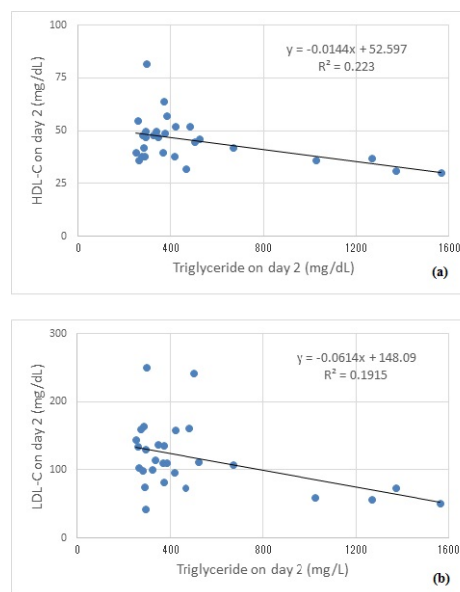 100
75
50
25
0
HDL-C on day 2 (mg/dL)
y = -0.0144x + 52.597
R² = 0.223
0 400 800 1200 1600
Triglyceride on day 2 (mg/dL)
(a)
300
200
100
0
LDL-C on day 2 (mg/dL)
y = -0.0614x + 148.09
R² = 0.1915
0 400 800 1200 1600
Triglyceride on day 2 (mg/L)
(b)